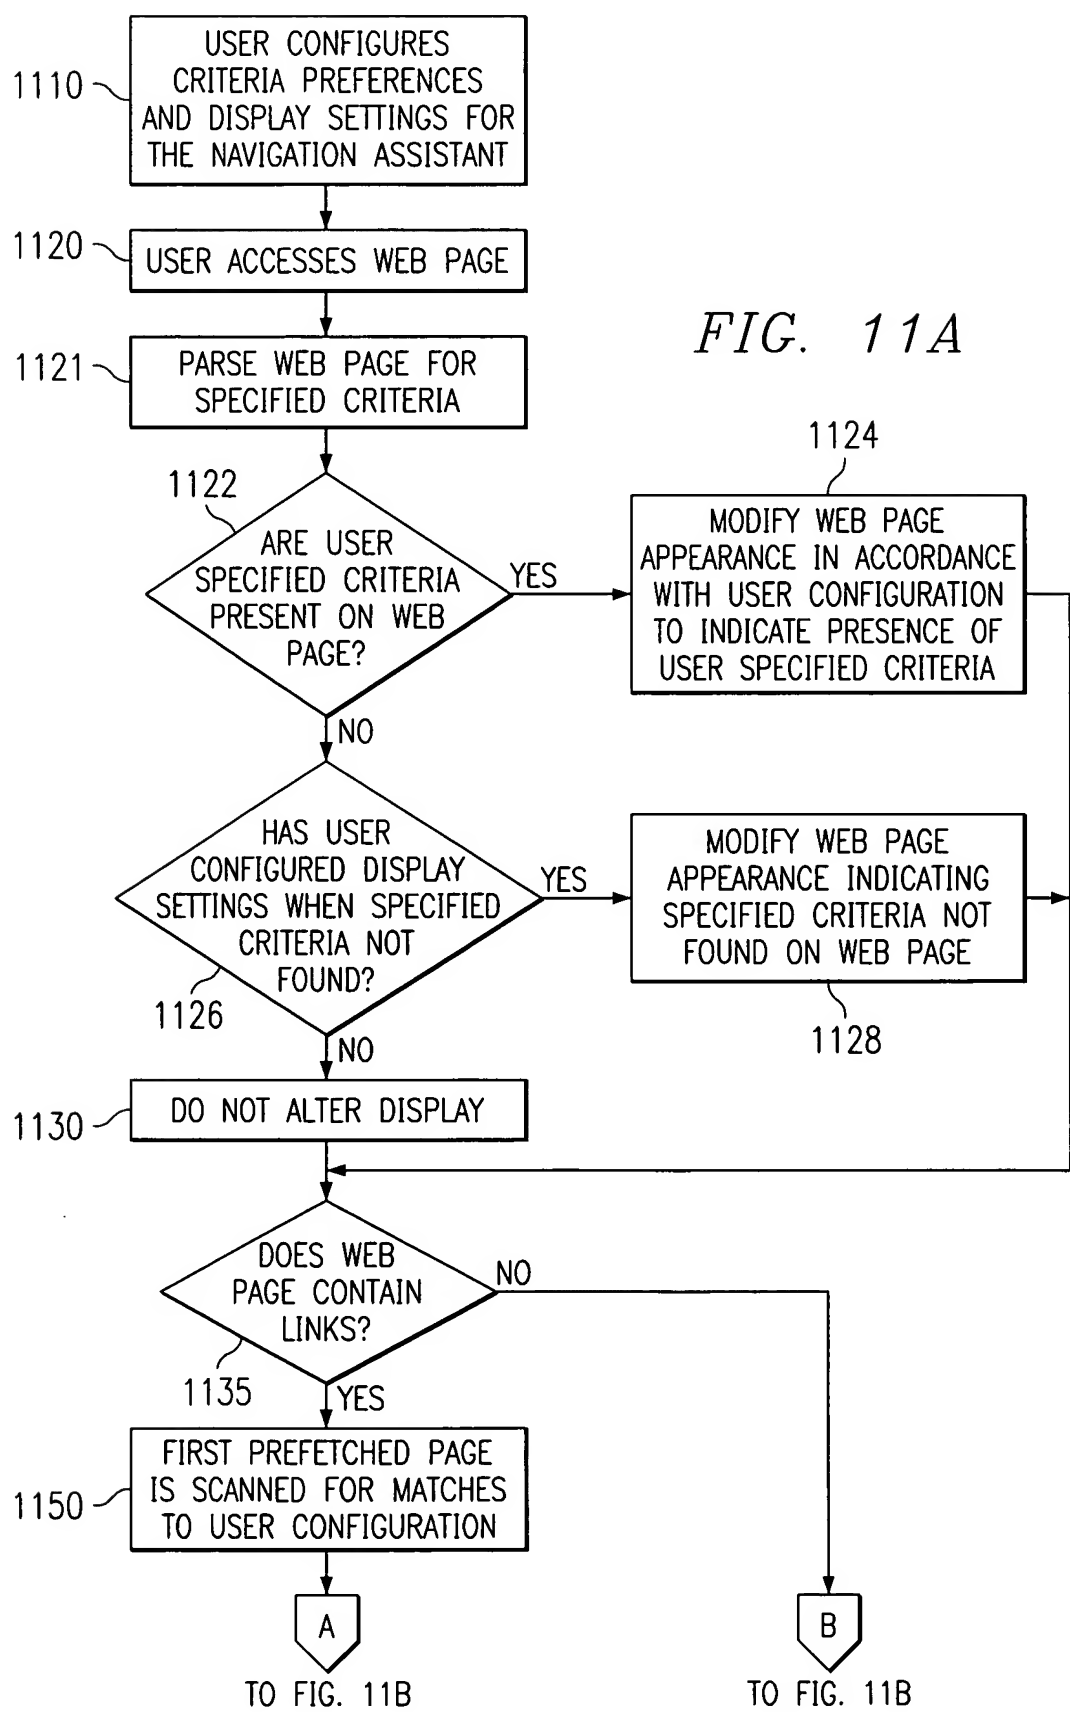 USER CONFIGURES
CRITERIA PREFERENCES
AND DISPLAY SETTINGS FOR
THE NAVIGATION ASSISTANT
1110
1120
USER ACCESSES WEB PAGE
FIG. 11A
1121
PARSE WEB PAGE FOR
SPECIFIED CRITERIA
1122
ARE USER
SPECIFIED CRITERIA
PRESENT ON WEB
PAGE?
YES
NO
1124
MODIFY WEB PAGE
APPEARANCE IN ACCORDANCE
WITH USER CONFIGURATION
TO INDICATE PRESENCE OF
USER SPECIFIED CRITERIA
HAS USER
CONFIGURED DISPLAY
SETTINGS WHEN SPECIFIED
CRITERIA NOT
FOUND?
1126
YES
NO
MODIFY WEB PAGE
APPEARANCE INDICATING
SPECIFIED CRITERIA NOT
FOUND ON WEB PAGE
1128
1130
DO NOT ALTER DISPLAY
DOES WEB
PAGE CONTAIN
LINKS?
1135
NO
YES
FIRST PREFETCHED PAGE
IS SCANNED FOR MATCHES
TO USER CONFIGURATION
1150
A
TO FIG. 11B
B
TO FIG. 11B